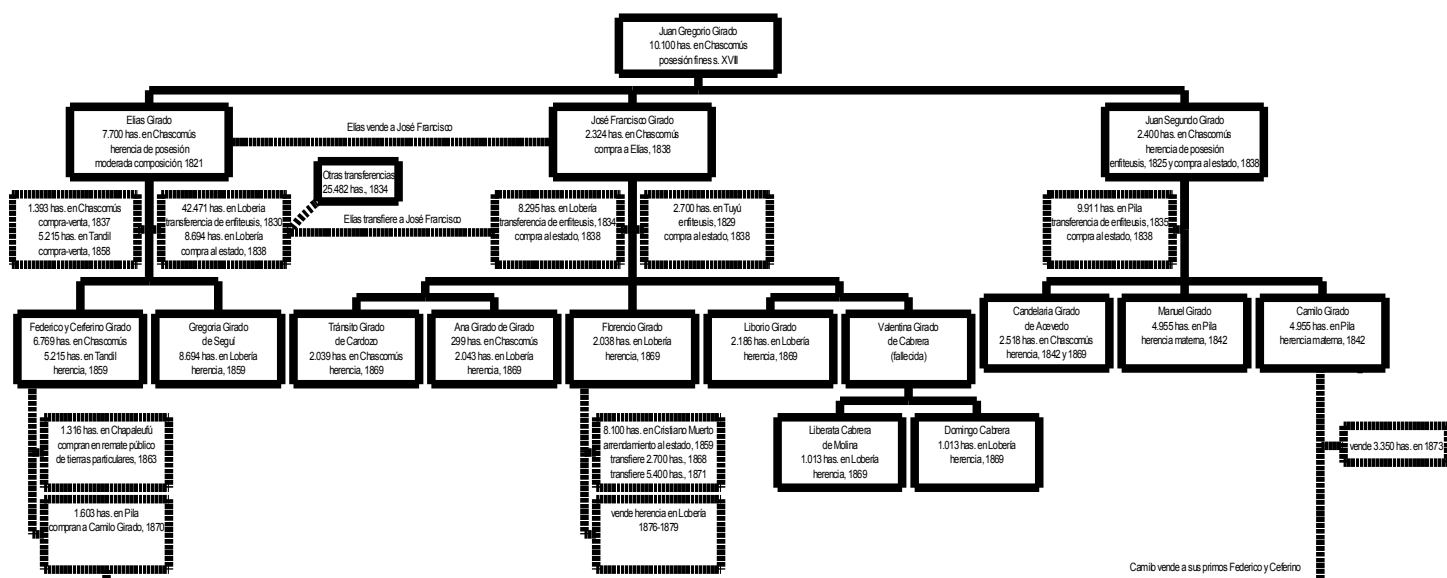 Juan Gregorio Girado
10.100 has. en Chascomús
posesión fines s. XVIII
Elías Girado
7.700 has. en Chascomús
herencia de posesión
moderada composición, 1821
Elías vende a José Francisco
José Francisco Girado
2.324 has. en Chascomús
compra a Elías, 1838
Juan Segundo Girado
2.400 has. en Chascomús
herencia de posesión
enfiteusis, 1825 y compra al estado, 1838
1.393 has. en Chascomús
compra-venta, 1837
5.215 has. en Tandil
compra-venta, 1858
42.471 has. en Lobería
transferencia de enfiteusis, 1830
8.694 has. en Lobería
compra al estado, 1838
Otras transferencias
25.482 has., 1834
Elías transfiere a José Francisco
8.295 has. en Lobería
transferencia de enfiteusis, 1834
compra al estado, 1838
2.700 has. en Tuyú
enfiteusis, 1829
compra al estado, 1838
9.911 has. en Pila
transferencia de enfiteusis, 1835
compra al estado, 1838
Federico y Ceferino Girado
6.769 has. en Chascomús
5.215 has. en Tandil
herencia, 1859
Gregoria Girado
de Seguí
8.694 has. en Lobería
herencia, 1859
Tránsito Girado
de Cardozo
2.039 has. en Chascomús
herencia, 1869
Ana Girado de Girado
299 has. en Chascomús
2.043 has. en Lobería
herencia, 1869
Florencio Girado
2.038 has. en Lobería
herencia, 1869
Liborio Girado
2.186 has. en Lobería
herencia, 1869
Valentina Girado
de Cabrera
(fallecida)
Candelaria Girado
de Acevedo
2.518 has. en Chascomús
herencia, 1842 y 1869
Manuel Girado
4.955 has. en Pila
herencia materna, 1842
Camilo Girado
4.955 has. en Pila
herencia materna, 1842
1.316 has. en Chapaleufú
compran en remate público
de tierras particulares, 1863
8.100 has. en Cristiano Muerto
arrendamiento al estado, 1859
transfiere 2.700 has., 1868
transfiere 5.400 has., 1871
Liberata Cabrera
de Molina
1.013 has. en Lobería
herencia, 1869
Domingo Cabrera
1.013 has. en Lobería
herencia, 1869
vende 3.350 has. en 1873
1.603 has. en Pila
compran a Camilo Girado, 1870
vende herencia en Lobería
1876-1879
Camilo vende a sus primos Federico y Ceferino